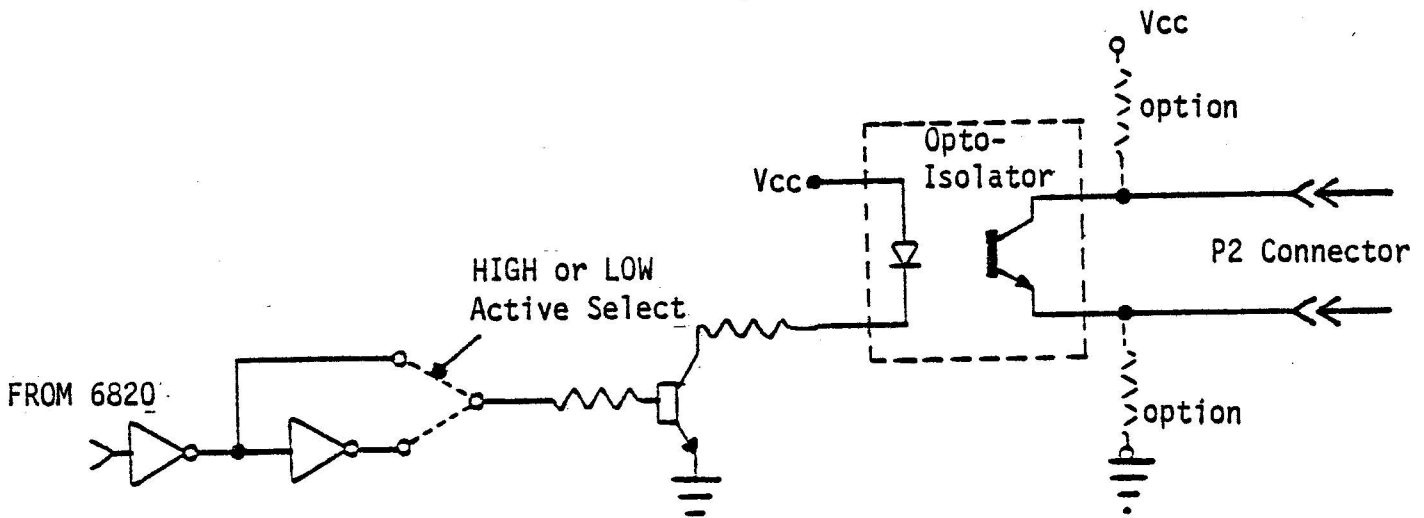 Vcc
option
Opto-
Isolator
Vcc
P2 Connector
HIGH or LOW
Active Select
FROM 6820
option